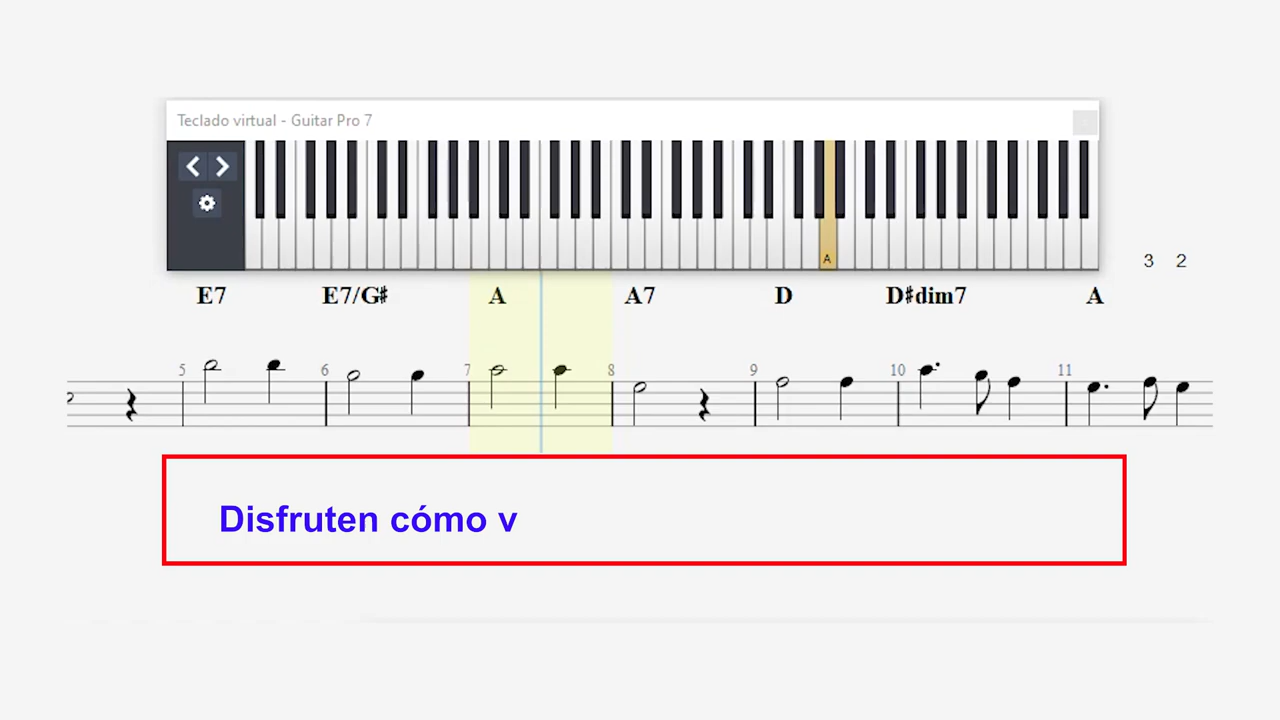 Teclado virtual - Guitar Pro 7
A
3 2
E7 E7/G# A A7 D D#dim7 A
5 6 7 8 9 10 11
Disfruten cómo v